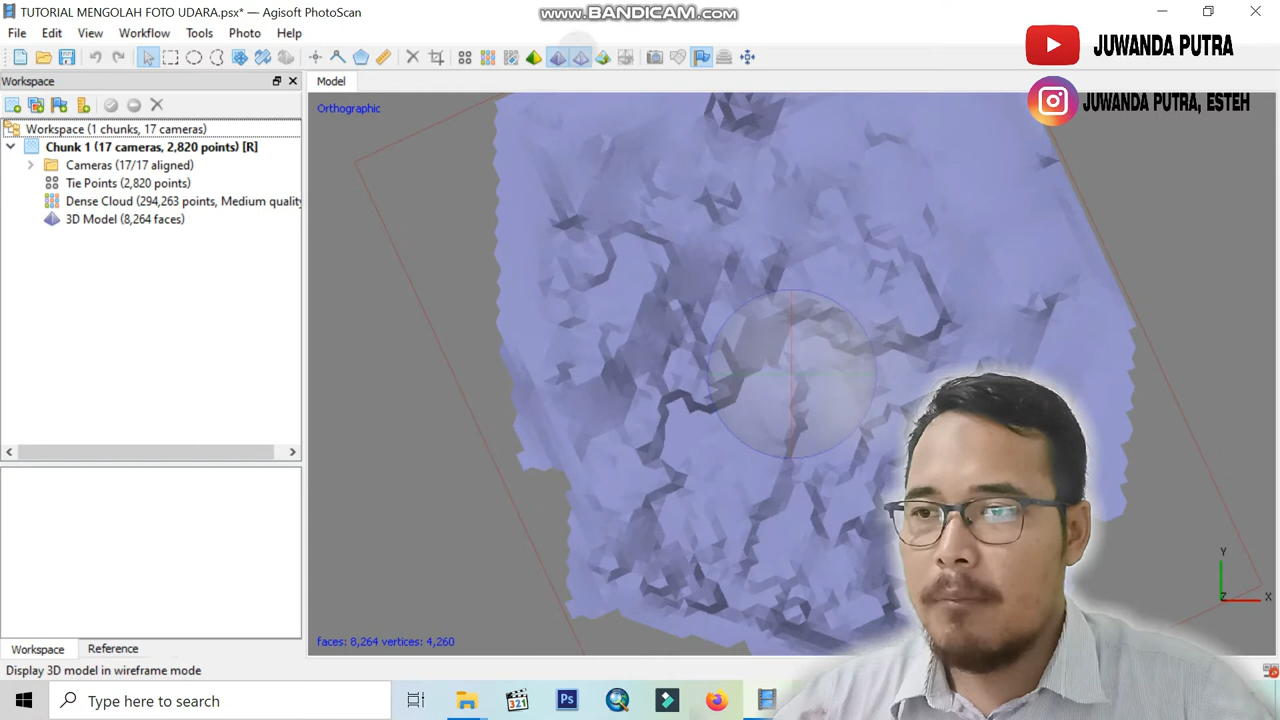 TUTORIAL MENGOLAH FOTO UDARA.psx* — Agisoft PhotoScan
www.BANDICAM.com
File Edit View Workflow Tools Photo Help
JUWANDA PUTRA
Workspace
Model
JUWANDA PUTRA, ESTEH
Orthographic
Workspace (1 chunks, 17 cameras)
Chunk 1 (17 cameras, 2,820 points) [R]
Cameras (17/17 aligned)
Tie Points (2,820 points)
Dense Cloud (294,263 points, Medium quality
3D Model (8,264 faces)
Y
Z X
faces: 8,264 vertices: 4,260
Workspace Reference
Display 3D model in wireframe mode
Type here to search
321
Ps